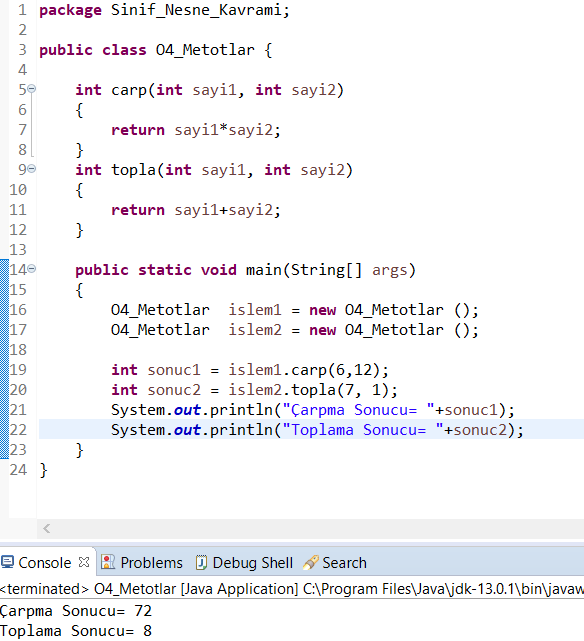 1 package Sinif_Nesne_Kavrami;
2
3 public class O4_Metotlar {
4
5 int carp(int sayi1, int sayi2)
6 {
7 return sayi1*sayi2;
8 }
9 int topla(int sayi1, int sayi2)
10 {
11 return sayi1+sayi2;
12 }
13
14 public static void main(String[] args)
15 {
16 O4_Metotlar islem1 = new O4_Metotlar ();
17 O4_Metotlar islem2 = new O4_Metotlar ();
18
19 int sonuc1 = islem1.carp(6,12);
20 int sonuc2 = islem2.topla(7, 1);
21 System.out.println("Çarpma Sonucu= "+sonuc1);
22 System.out.println("Toplama Sonucu= "+sonuc2);
23 }
24 }
Console Problems Debug Shell Search
<terminated> O4_Metotlar [Java Application] C:\Program Files\Java\jdk-13.0.1\bin\javaw
Çarpma Sonucu= 72
Toplama Sonucu= 8